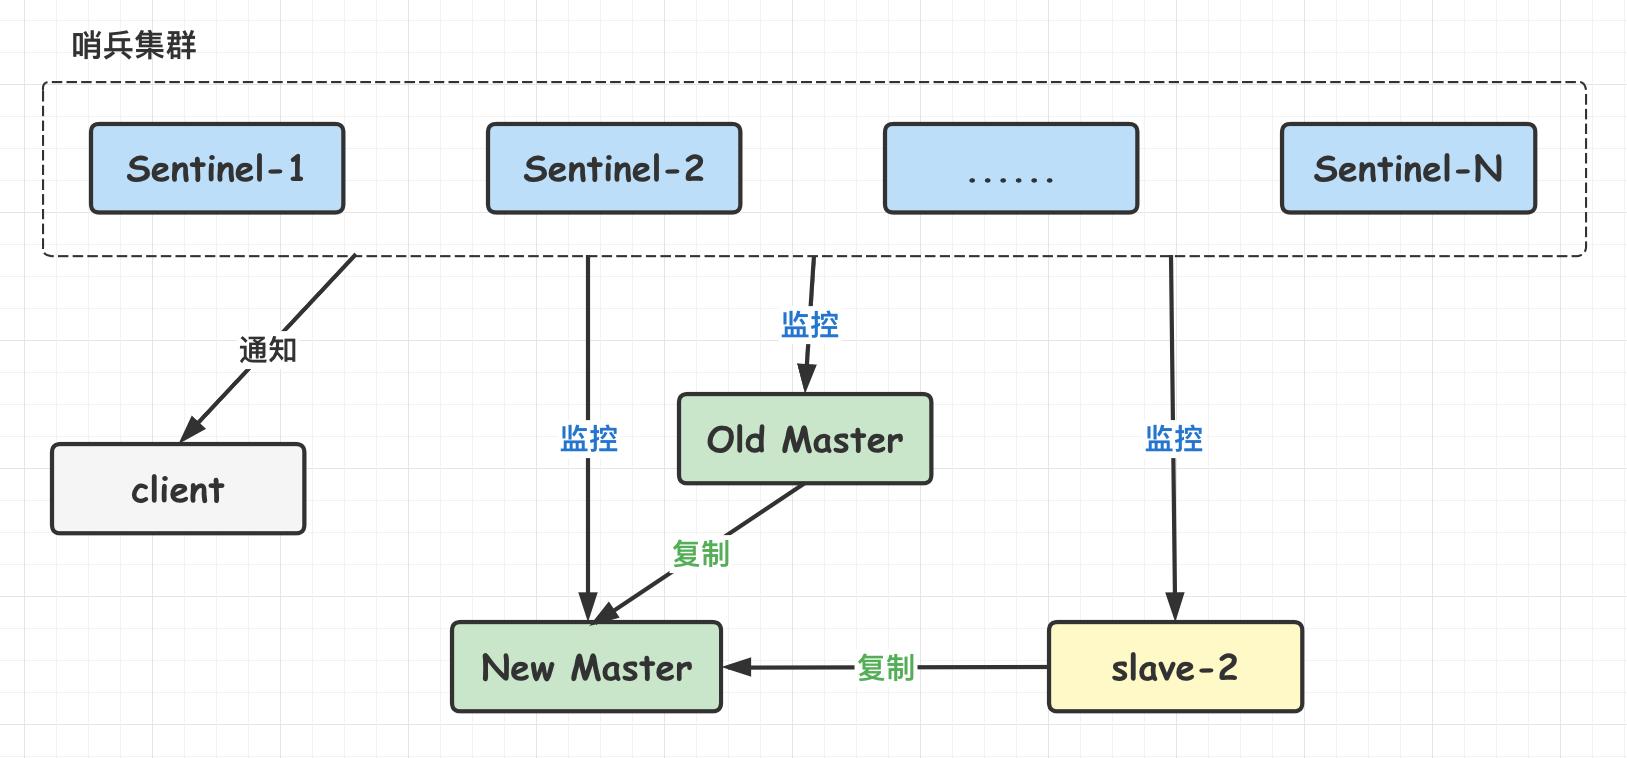 哨兵集群
Sentinel-1
Sentinel-2
......
Sentinel-N
监控
通知
Old Master
监控
监控
client
复制
New Master
复制
slave-2